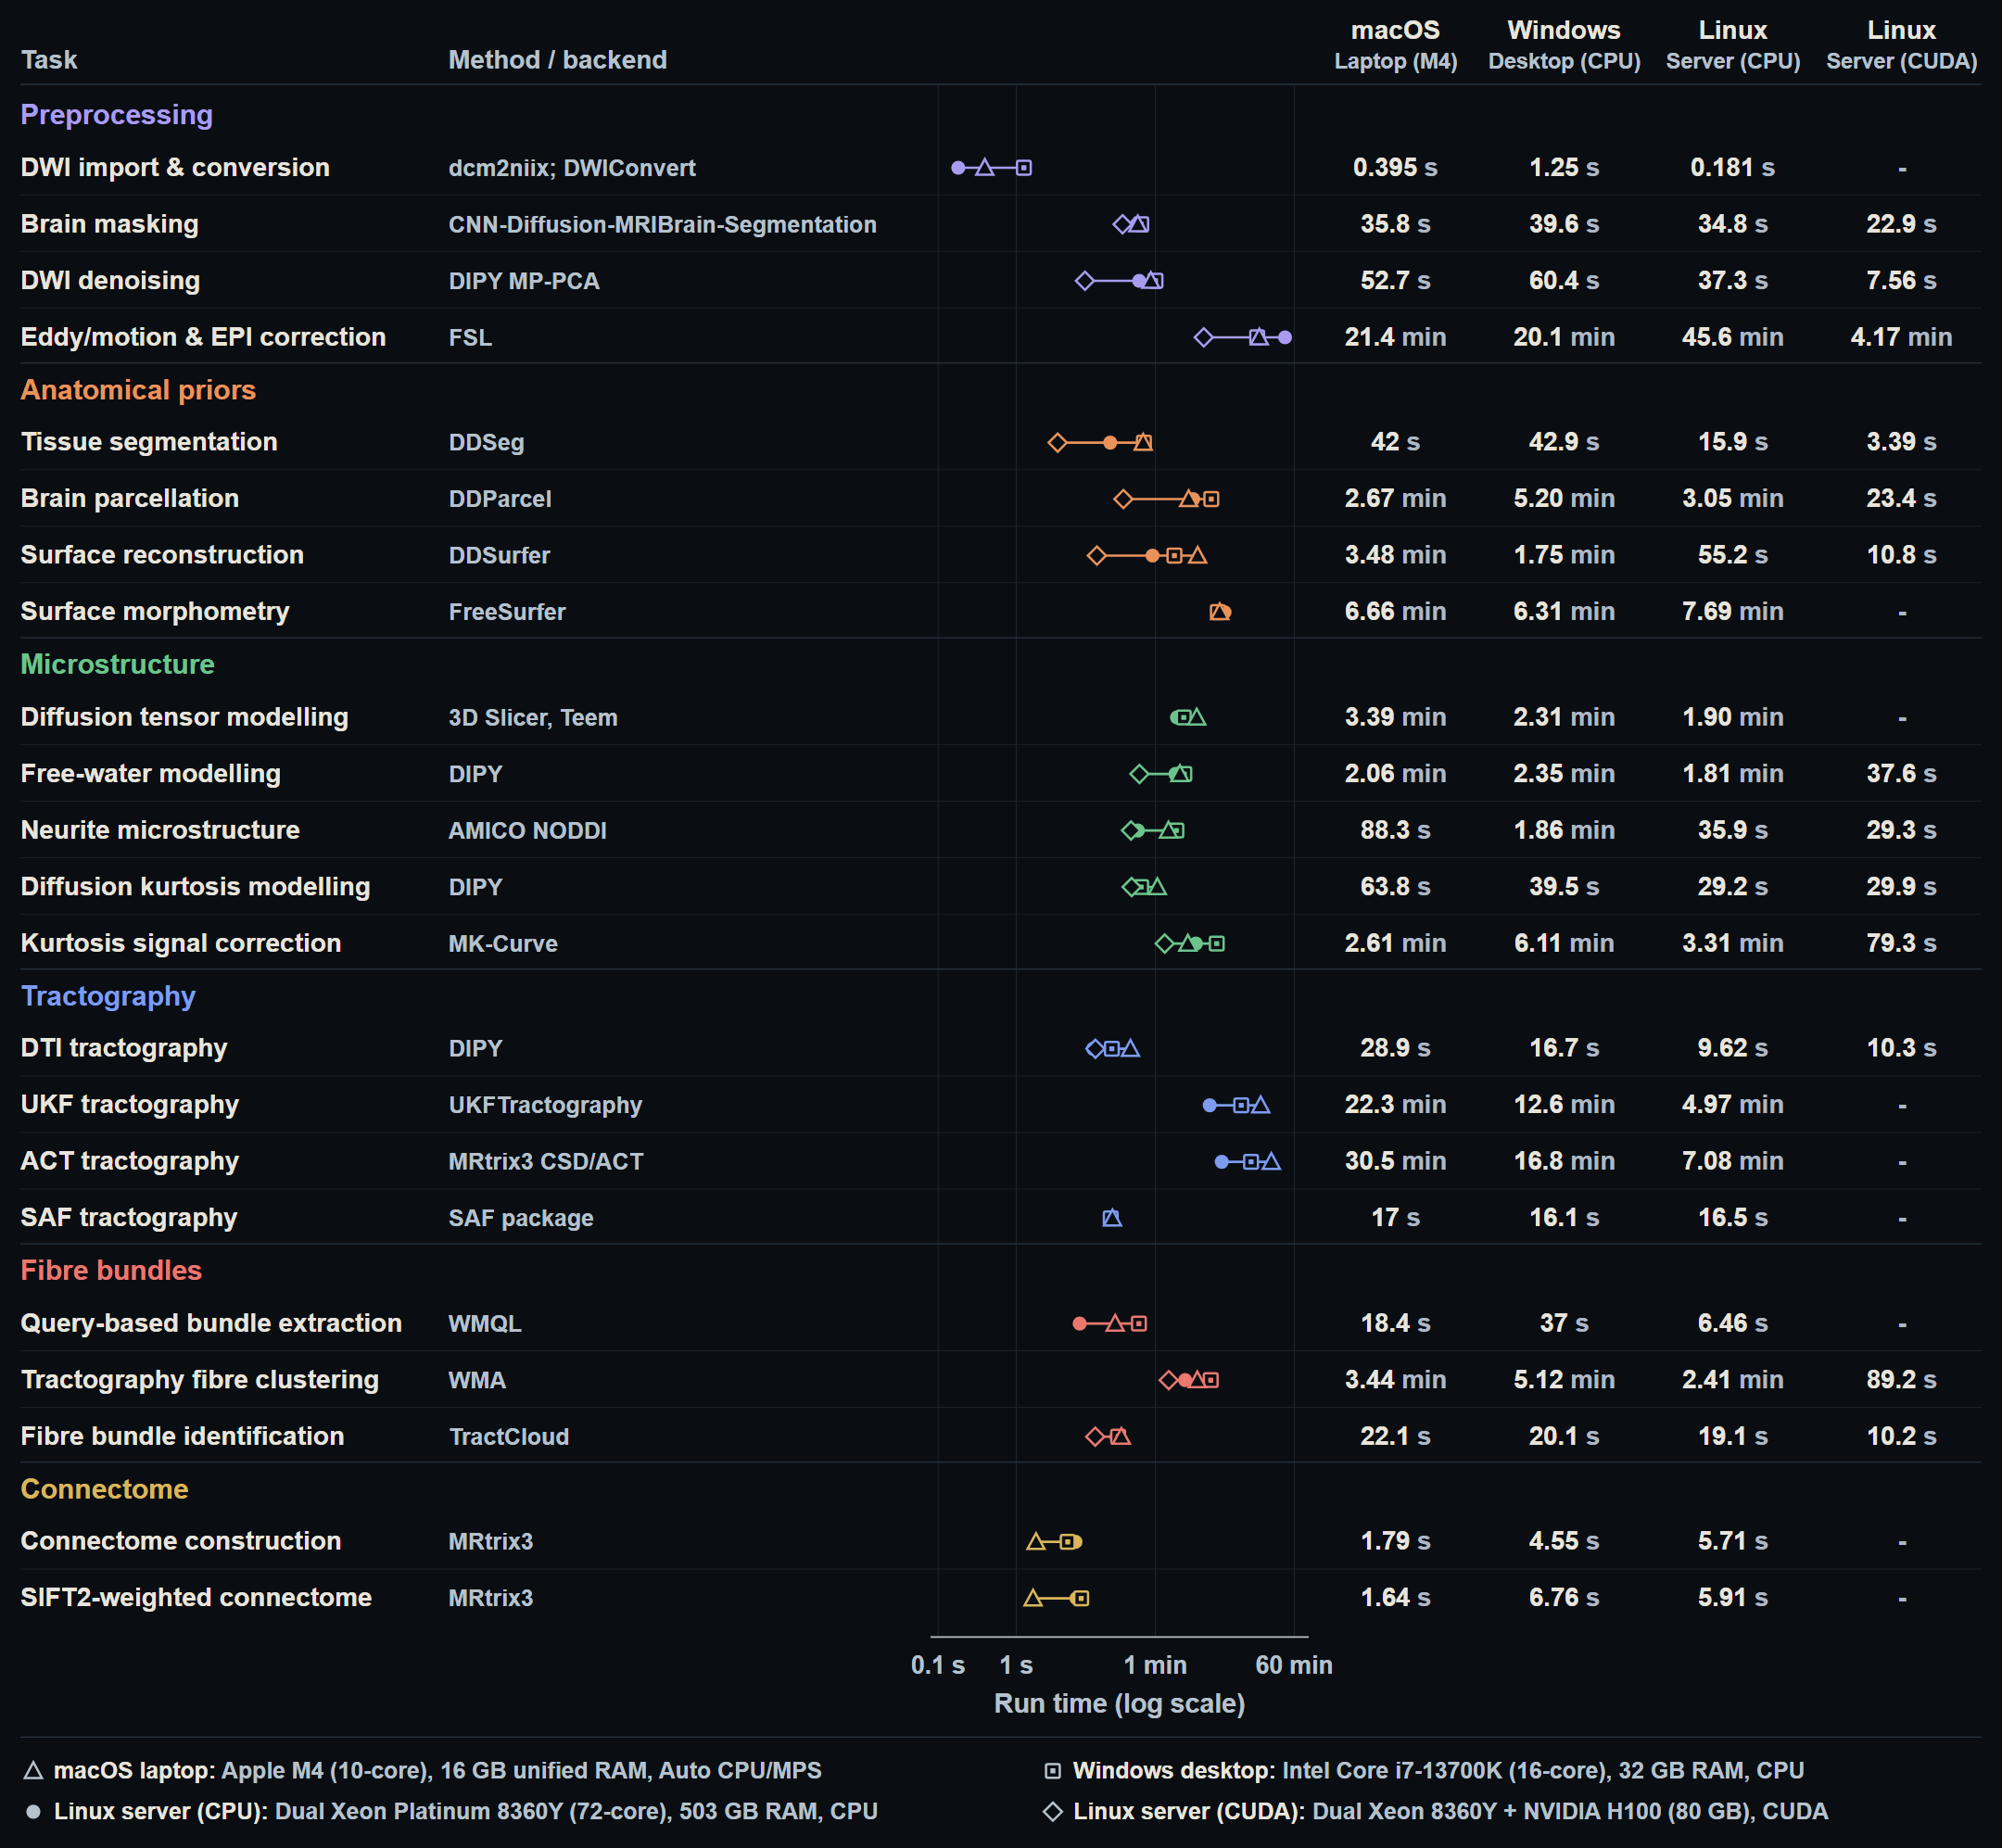 macOS Windows Linux Linux
Task Method / backend Laptop (M4) Desktop (CPU) Server (CPU) Server (CUDA)
Preprocessing
DWI import & conversion dcm2niix; DWIConvert 0.395 s 1.25 s 0.181 s -
Brain masking CNN-Diffusion-MRIBrain-Segmentation 35.8 s 39.6 s 34.8 s 22.9 s
DWI denoising DIPY MP-PCA 52.7 s 60.4 s 37.3 s 7.56 s
Eddy/motion & EPI correction FSL 21.4 min 20.1 min 45.6 min 4.17 min
Anatomical priors
Tissue segmentation DDSeg 42 s 42.9 s 15.9 s 3.39 s
Brain parcellation DDParcel 2.67 min 5.20 min 3.05 min 23.4 s
Surface reconstruction DDSurfer 3.48 min 1.75 min 55.2 s 10.8 s
Surface morphometry FreeSurfer 6.66 min 6.31 min 7.69 min -
Microstructure
Diffusion tensor modelling 3D Slicer, Teem 3.39 min 2.31 min 1.90 min -
Free-water modelling DIPY 2.06 min 2.35 min 1.81 min 37.6 s
Neurite microstructure AMICO NODDI 88.3 s 1.86 min 35.9 s 29.3 s
Diffusion kurtosis modelling DIPY 63.8 s 39.5 s 29.2 s 29.9 s
Kurtosis signal correction MK-Curve 2.61 min 6.11 min 3.31 min 79.3 s
Tractography
DTI tractography DIPY 28.9 s 16.7 s 9.62 s 10.3 s
UKF tractography UKFTractography 22.3 min 12.6 min 4.97 min -
ACT tractography MRtrix3 CSD/ACT 30.5 min 16.8 min 7.08 min -
SAF tractography SAF package 17 s 16.1 s 16.5 s -
Fibre bundles
Query-based bundle extraction WMQL 18.4 s 37 s 6.46 s -
Tractography fibre clustering WMA 3.44 min 5.12 min 2.41 min 89.2 s
Fibre bundle identification TractCloud 22.1 s 20.1 s 19.1 s 10.2 s
Connectome
Connectome construction MRtrix3 1.79 s 4.55 s 5.71 s -
SIFT2-weighted connectome MRtrix3 1.64 s 6.76 s 5.91 s -
0.1 s 1 s 1 min 60 min
Run time (log scale)
macOS laptop: Apple M4 (10-core), 16 GB unified RAM, Auto CPU/MPS
Windows desktop: Intel Core i7-13700K (16-core), 32 GB RAM, CPU
Linux server (CPU): Dual Xeon Platinum 8360Y (72-core), 503 GB RAM, CPU
Linux server (CUDA): Dual Xeon 8360Y + NVIDIA H100 (80 GB), CUDA